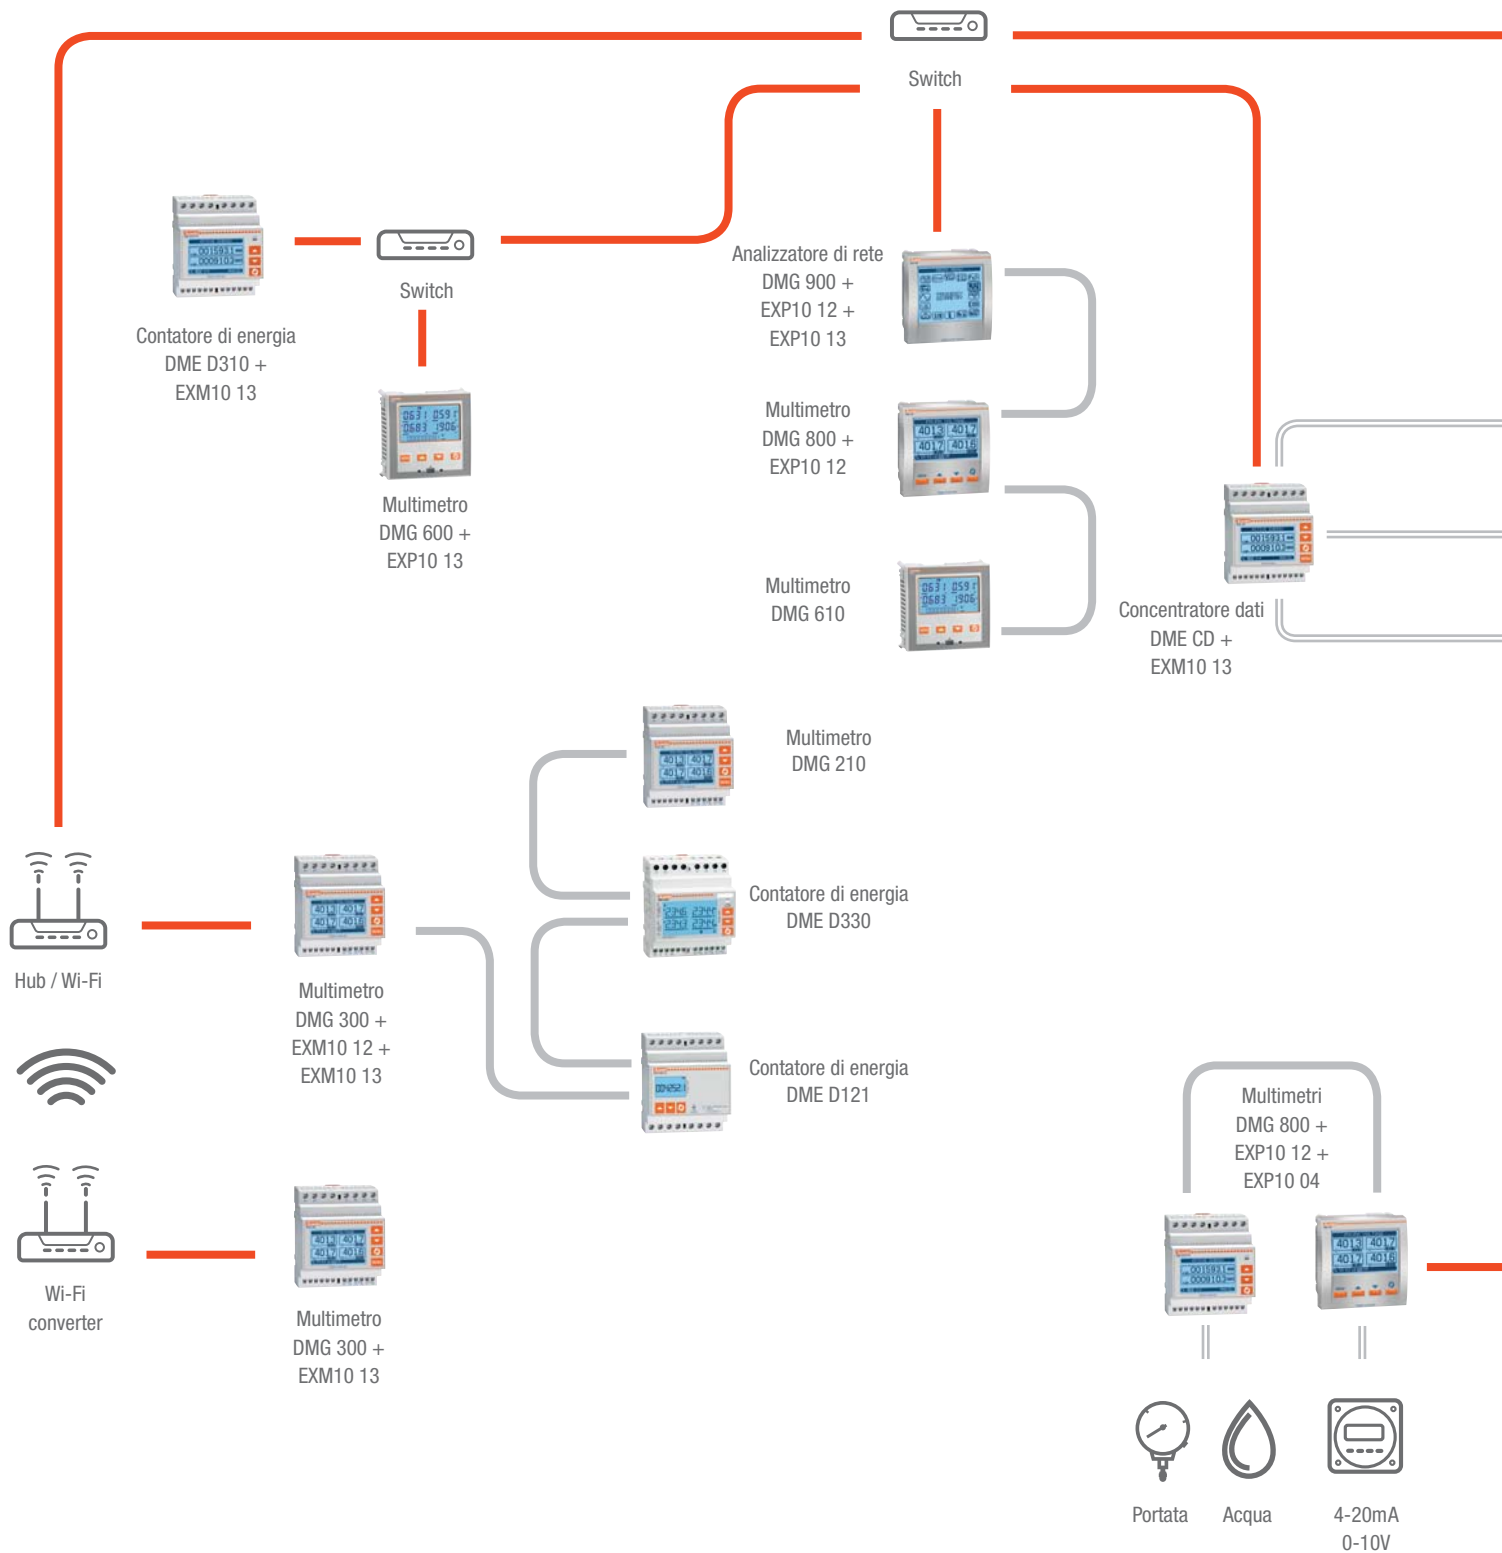 Switch
Switch
Contatore di energia
DME D310 +
EXM10 13
Multimetro
DMG 600 +
EXP10 13
Analizzatore di rete
DMG 900 +
EXP10 12 +
EXP10 13
Multimetro
DMG 800 +
EXP10 12
Multimetro
DMG 610
Concentratore dati
DME CD +
EXM10 13
Multimetro
DMG 210
Contatore di energia
DME D330
Contatore di energia
DME D121
Hub / Wi-Fi
Multimetro
DMG 300 +
EXM10 12 +
EXM10 13
Wi-Fi
converter
Multimetro
DMG 300 +
EXM10 13
Multimetri
DMG 800 +
EXP10 12 +
EXP10 04
Portata
Acqua
4-20mA
0-10V